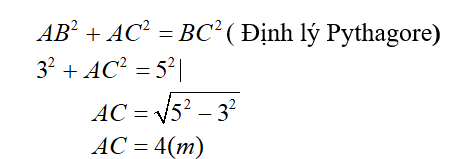 AB² + AC² = BC² ( Định lý Pythagore)
3² + AC² = 5²|
AC = √(5² − 3²)
AC = 4(m)